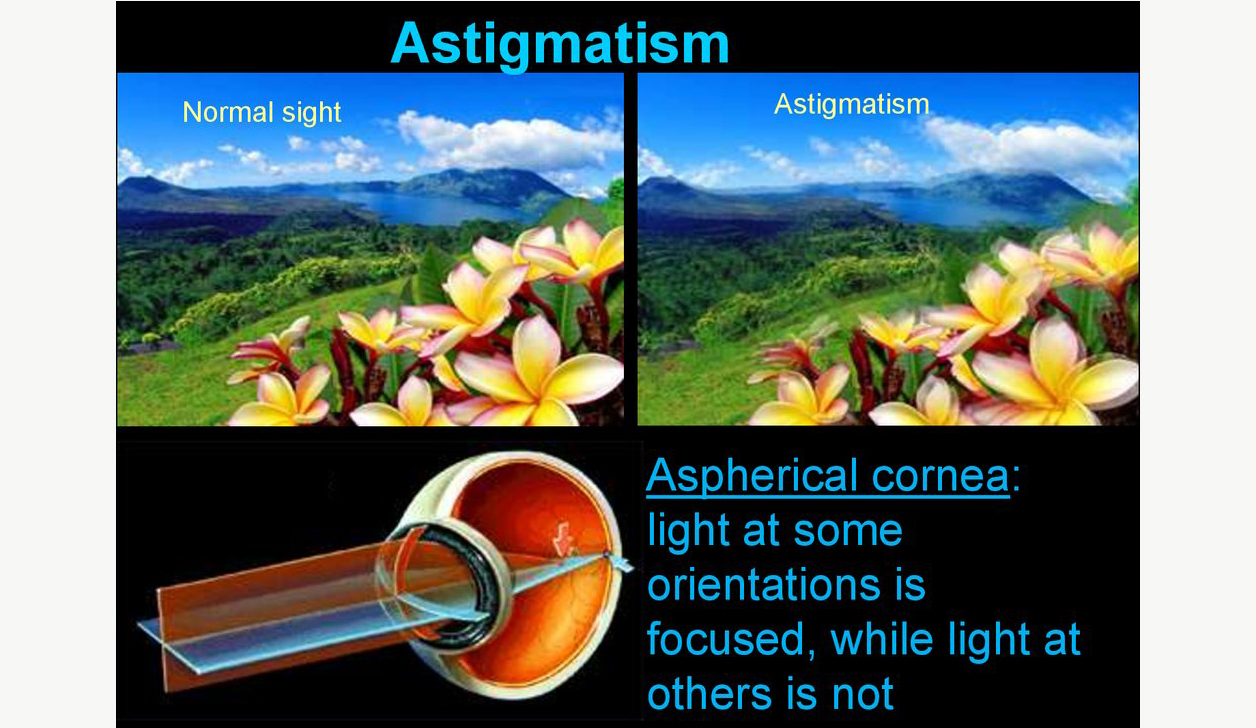 Astigmatism
Normal sight
Astigmatism
Aspherical cornea:
light at some
orientations is
focused, while light at
others is not